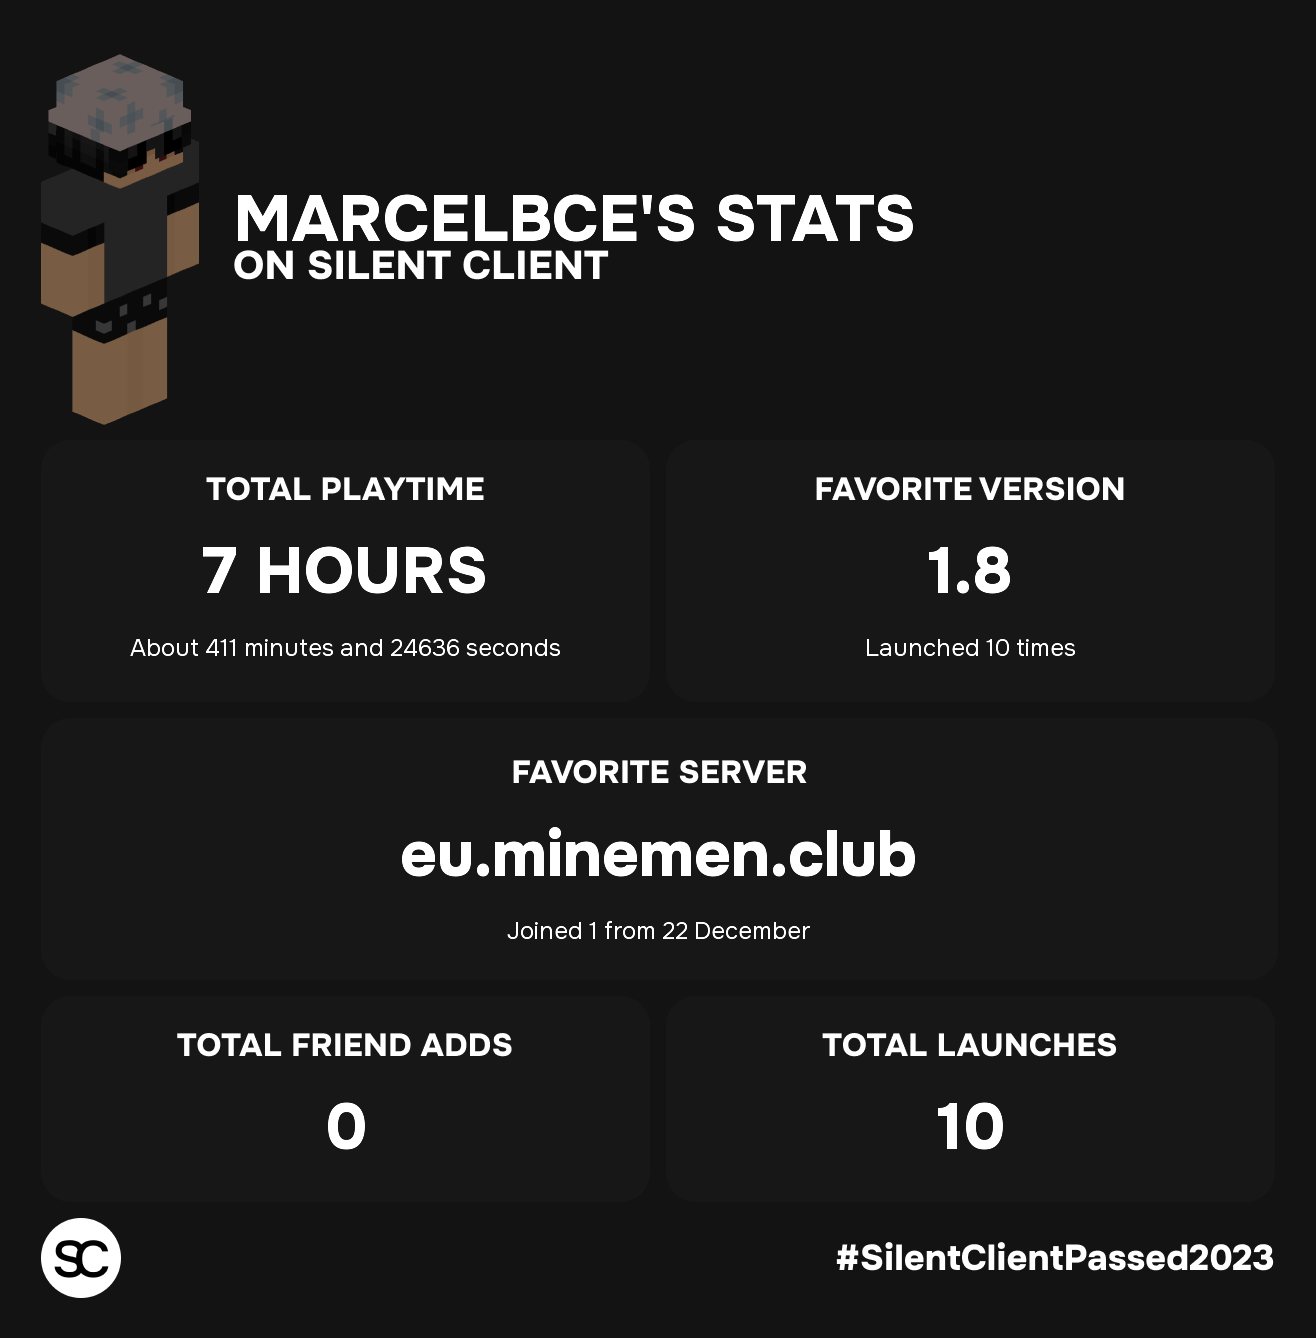 MARCELBCE'S STATS
ON SILENT CLIENT
TOTAL PLAYTIME
7 HOURS
About 411 minutes and 24636 seconds
FAVORITE VERSION
1.8
Launched 10 times
FAVORITE SERVER
eu.minemen.club
Joined 1 from 22 December
TOTAL FRIEND ADDS
0
TOTAL LAUNCHES
10
SC
#SilentClientPassed2023